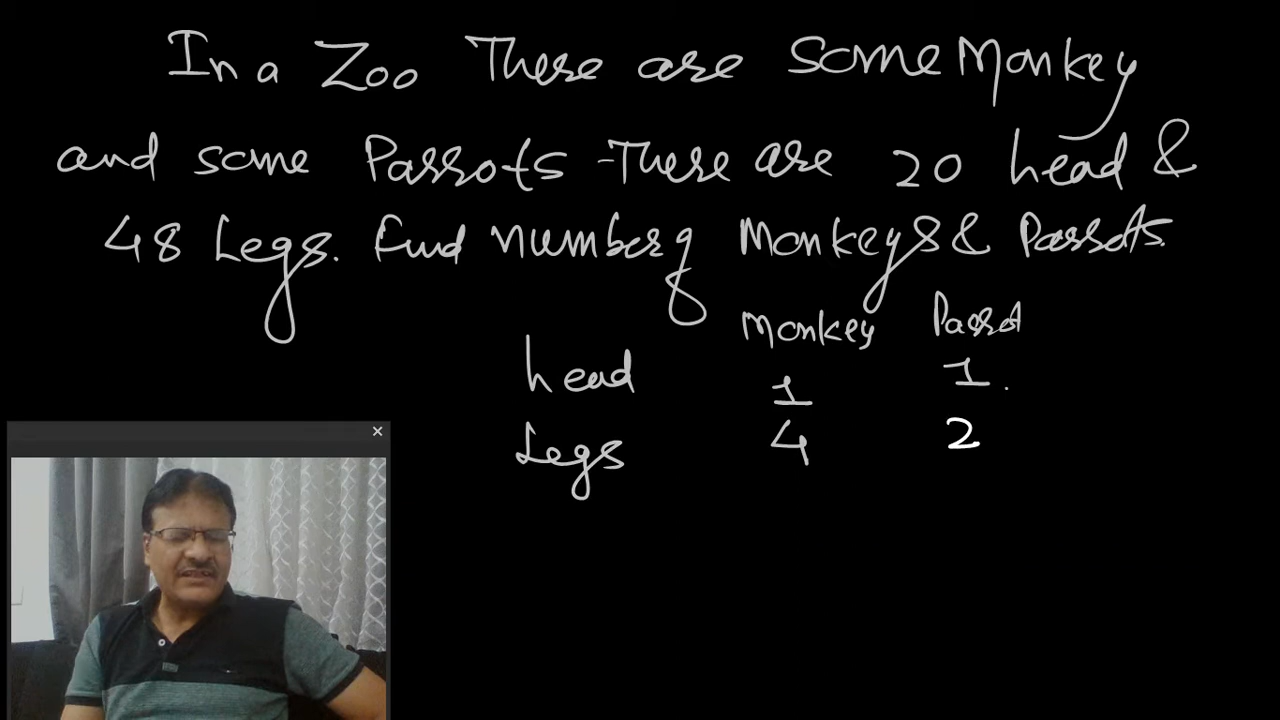 In a Zoo There are some Monkey
and some Parrots There are 20 head &
48 Legs. Find number of Monkeys & Parrots.
Monkey Parrot
head 1 1
Legs 4 2